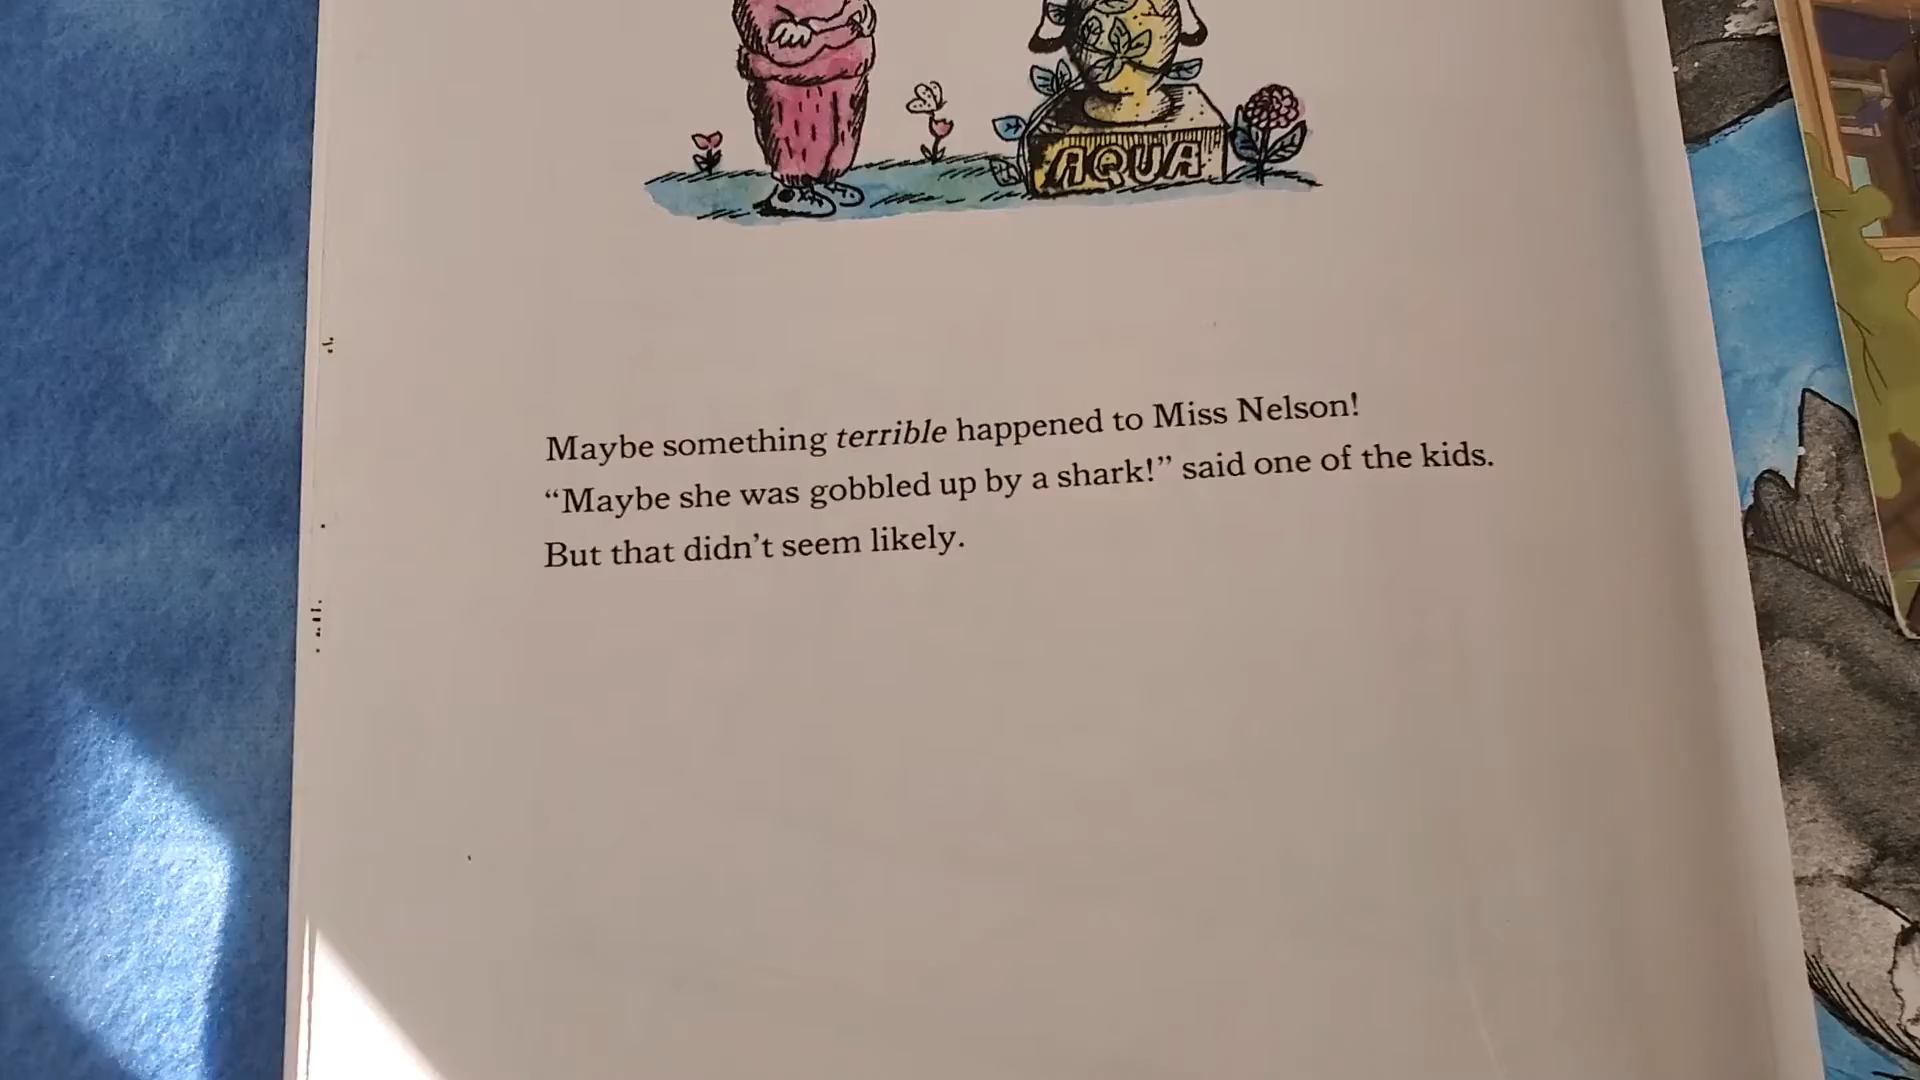 AQUA
Maybe something terrible happened to Miss Nelson!
“Maybe she was gobbled up by a shark!” said one of the kids.
But that didn’t seem likely.